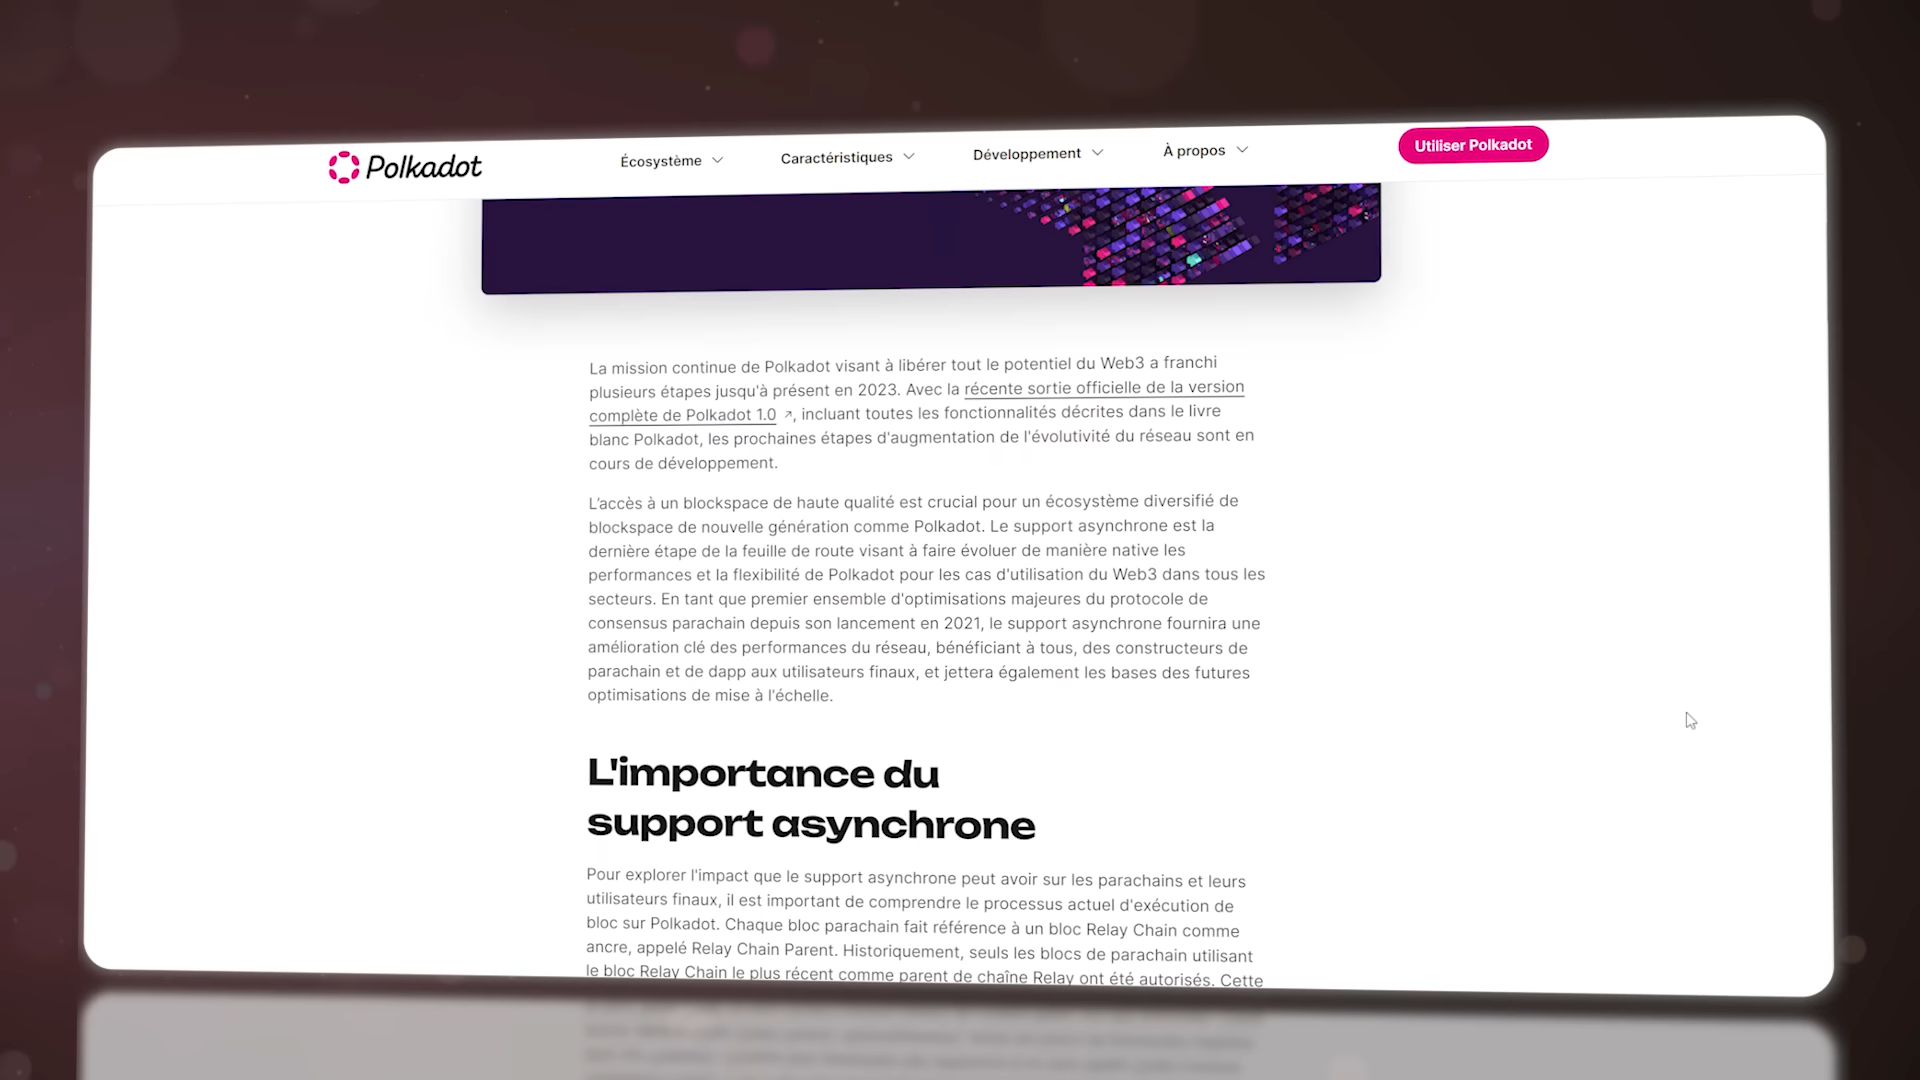 Polkadot
Écosystème
Caractéristiques
Développement
À propos
Utiliser Polkadot
La mission continue de Polkadot visant à libérer tout le potentiel du Web3 a franchi
plusieurs étapes jusqu'à présent en 2023. Avec la récente sortie officielle de la version
complète de Polkadot 1.0 ↗, incluant toutes les fonctionnalités décrites dans le livre
blanc Polkadot, les prochaines étapes d'augmentation de l'évolutivité du réseau sont en
cours de développement.
L'accès à un blockspace de haute qualité est crucial pour un écosystème diversifié de
blockspace de nouvelle génération comme Polkadot. Le support asynchrone est la
dernière étape de la feuille de route visant à faire évoluer de manière native les
performances et la flexibilité de Polkadot pour les cas d'utilisation du Web3 dans tous les
secteurs. En tant que premier ensemble d'optimisations majeures du protocole de
consensus parachain depuis son lancement en 2021, le support asynchrone fournira une
amélioration clé des performances du réseau, bénéficiant à tous, des constructeurs de
parachain et de dapp aux utilisateurs finaux, et jettera également les bases des futures
optimisations de mise à l'échelle.
L'importance du
support asynchrone
Pour explorer l'impact que le support asynchrone peut avoir sur les parachains et leurs
utilisateurs finaux, il est important de comprendre le processus actuel d'exécution de
bloc sur Polkadot. Chaque bloc parachain fait référence à un bloc Relay Chain comme
ancre, appelé Relay Chain Parent. Historiquement, seuls les blocs de parachain utilisant
le bloc Relay Chain le plus récent comme parent de chaîne Relay ont été autorisés. Cette